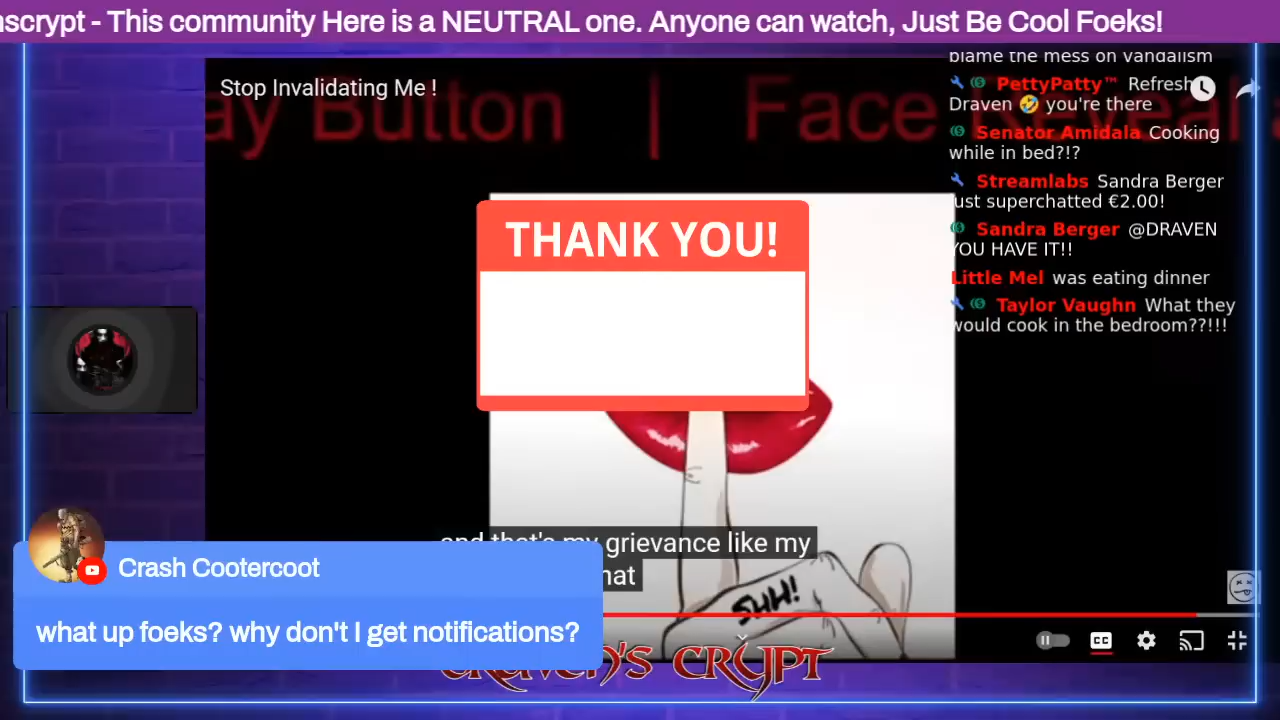 nscrypt - This community Here is a NEUTRAL one. Anyone can watch, Just Be Cool Foeks!
Stop Invalidating Me !
ay Button | Face Reveal a
blame the mess on vandalism
PettyPatty™ Refresh
Draven 🤣 you're there
Senator Amidala Cooking
while in bed?!?
Streamlabs Sandra Berger
just superchatted €2.00!
Sandra Berger @DRAVEN
YOU HAVE IT!!
Little Mel was eating dinner
Taylor Vaughn What they
would cook in the bedroom??!!!
THANK YOU!
and that's my grievance like my
hat
SHH!
Crash Cootercoot
what up foeks? why don't I get notifications?
CC
DRAVEN'S CRYPT